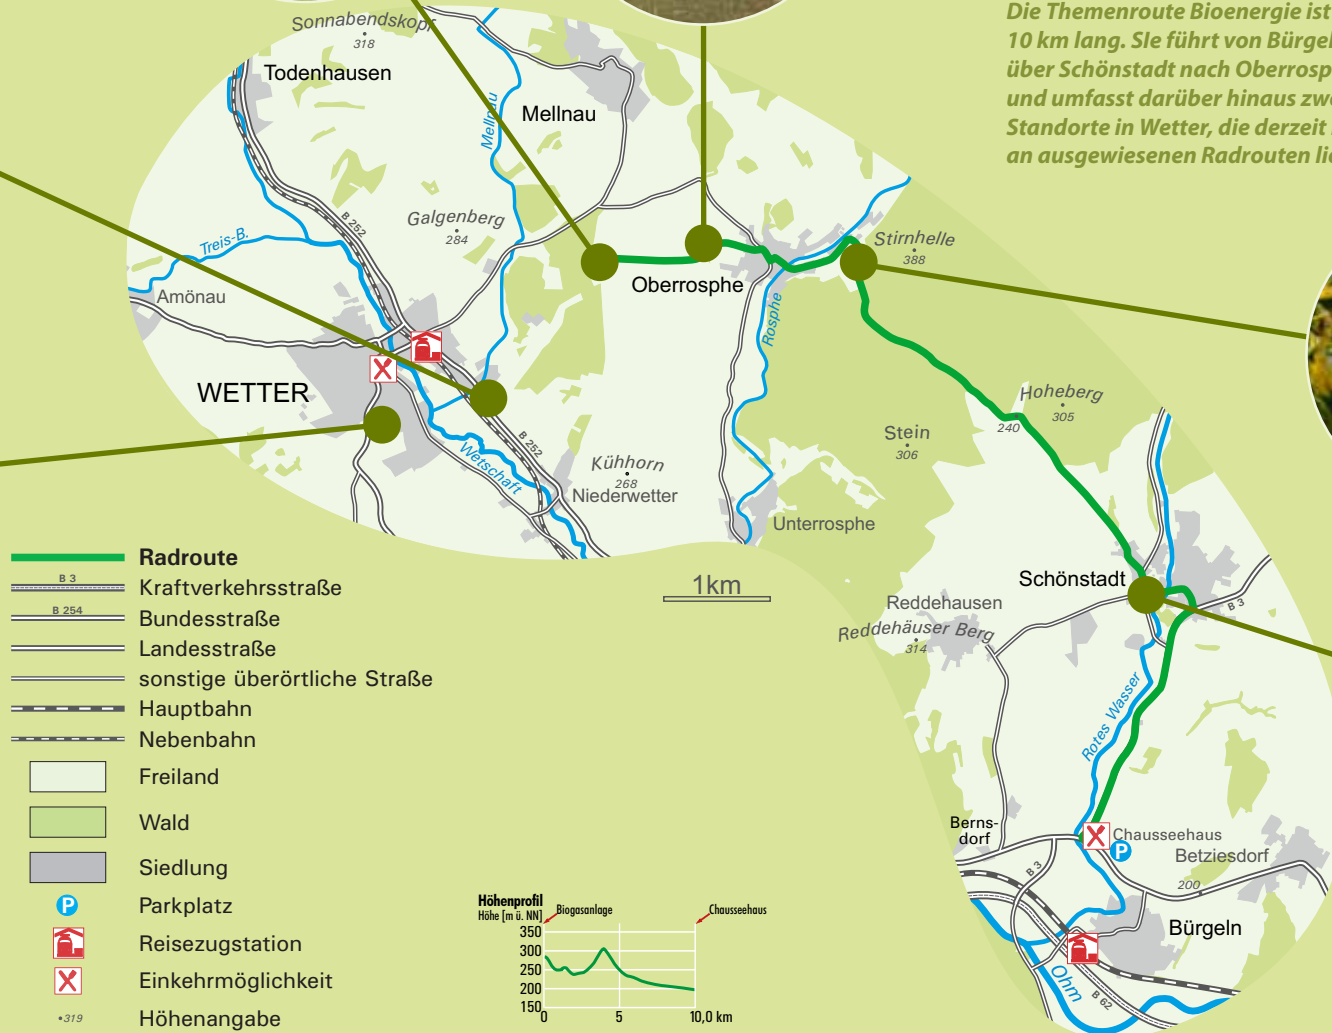 Die Themenroute Bioenergie ist
10 km lang. SIe führt von Bürgel
über Schönstadt nach Oberrosp
und umfasst darüber hinaus zw
Standorte in Wetter, die derzeit
an ausgewiesenen Radrouten lie
Sonnabendskopf
318
Todenhausen
Mellnau
Mellnau
B 252
Galgenberg
284
Treis-B.
Amönau
Stirnhelle
388
Oberrosphe
Rosphe
WETTER
Hoheberg
305
240
Stein
306
B 252
Wetschaft
Kühhorn
268
Niederwetter
Unterrosphe
Schönstadt
Reddehausen
Reddehäuser Berg
314
B 3
Rotes Wasser
1km
Radroute
B 3
Kraftverkehrsstraße
B 254
Bundesstraße
Landesstraße
sonstige überörtliche Straße
Hauptbahn
Nebenbahn
Freiland
Wald
Siedlung
P
Parkplatz
Reisezugstation
Einkehrmöglichkeit
•319
Höhenangabe
Berns-
dorf
Chausseehaus
P
Betziesdorf
200
B 3
Bürgeln
Ohm
B 62
Höhenprofil
Höhe [m ü. NN]
Biogasanlage
Chausseehaus
350
300
250
200
150
0 5 10,0 km